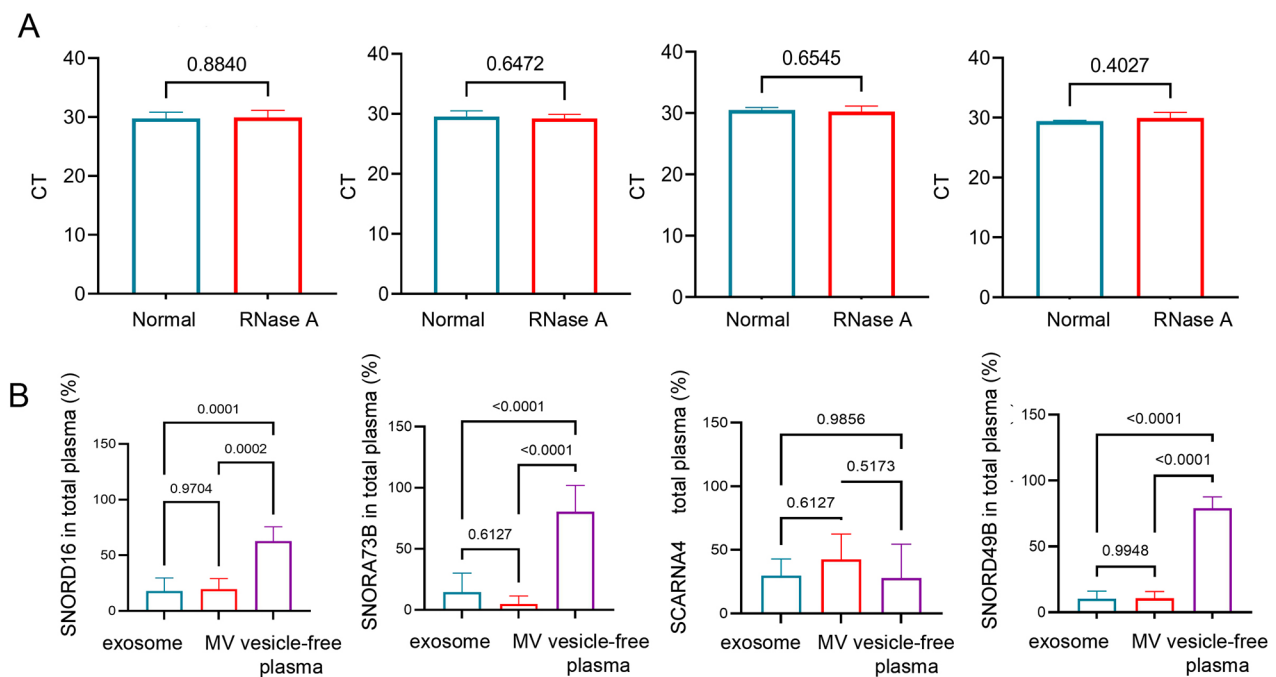 A
CT
40
30
20
10
0
0.8840
Normal
RNase A
CT
40
30
20
10
0
0.6472
Normal
RNase A
CT
40
30
20
10
0
0.6545
Normal
RNase A
CT
40
30
20
10
0
0.4027
Normal
RNase A
B
SNORD16 in total plasma (%)
150
100
50
0
0.0001
0.0002
0.9704
exosome
MV
vesicle-free
plasma
SNORA73B in total plasma (%)
150
100
50
0
<0.0001
<0.0001
0.6127
exosome
MV
vesicle-free
plasma
SCARNA4 total plasma (%)
150
100
50
0
0.9856
0.5173
0.6127
exosome
MV
vesicle-free
plasma
SNORD49B in total plasma (%)
150
100
50
0
<0.0001
<0.0001
0.9948
exosome
MV
vesicle-free
plasma